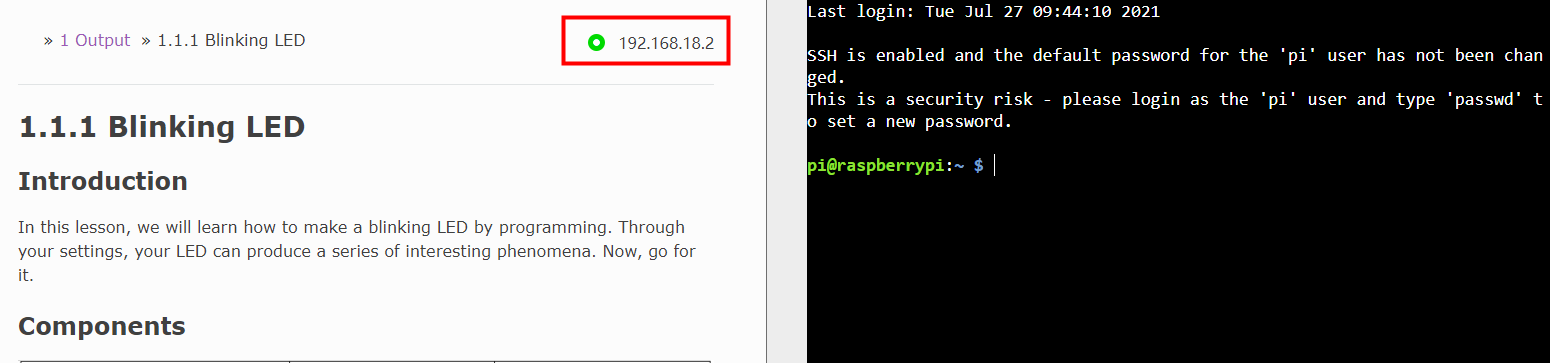 » 1 Output » 1.1.1 Blinking LED
192.168.18.2
1.1.1 Blinking LED
Introduction
In this lesson, we will learn how to make a blinking LED by programming. Through
your settings, your LED can produce a series of interesting phenomena. Now, go for
it.
Components
Last login: Tue Jul 27 09:44:10 2021
SSH is enabled and the default password for the 'pi' user has not been chan
ged.
This is a security risk - please login as the 'pi' user and type 'passwd' t
o set a new password.
pi@raspberrypi:~ $